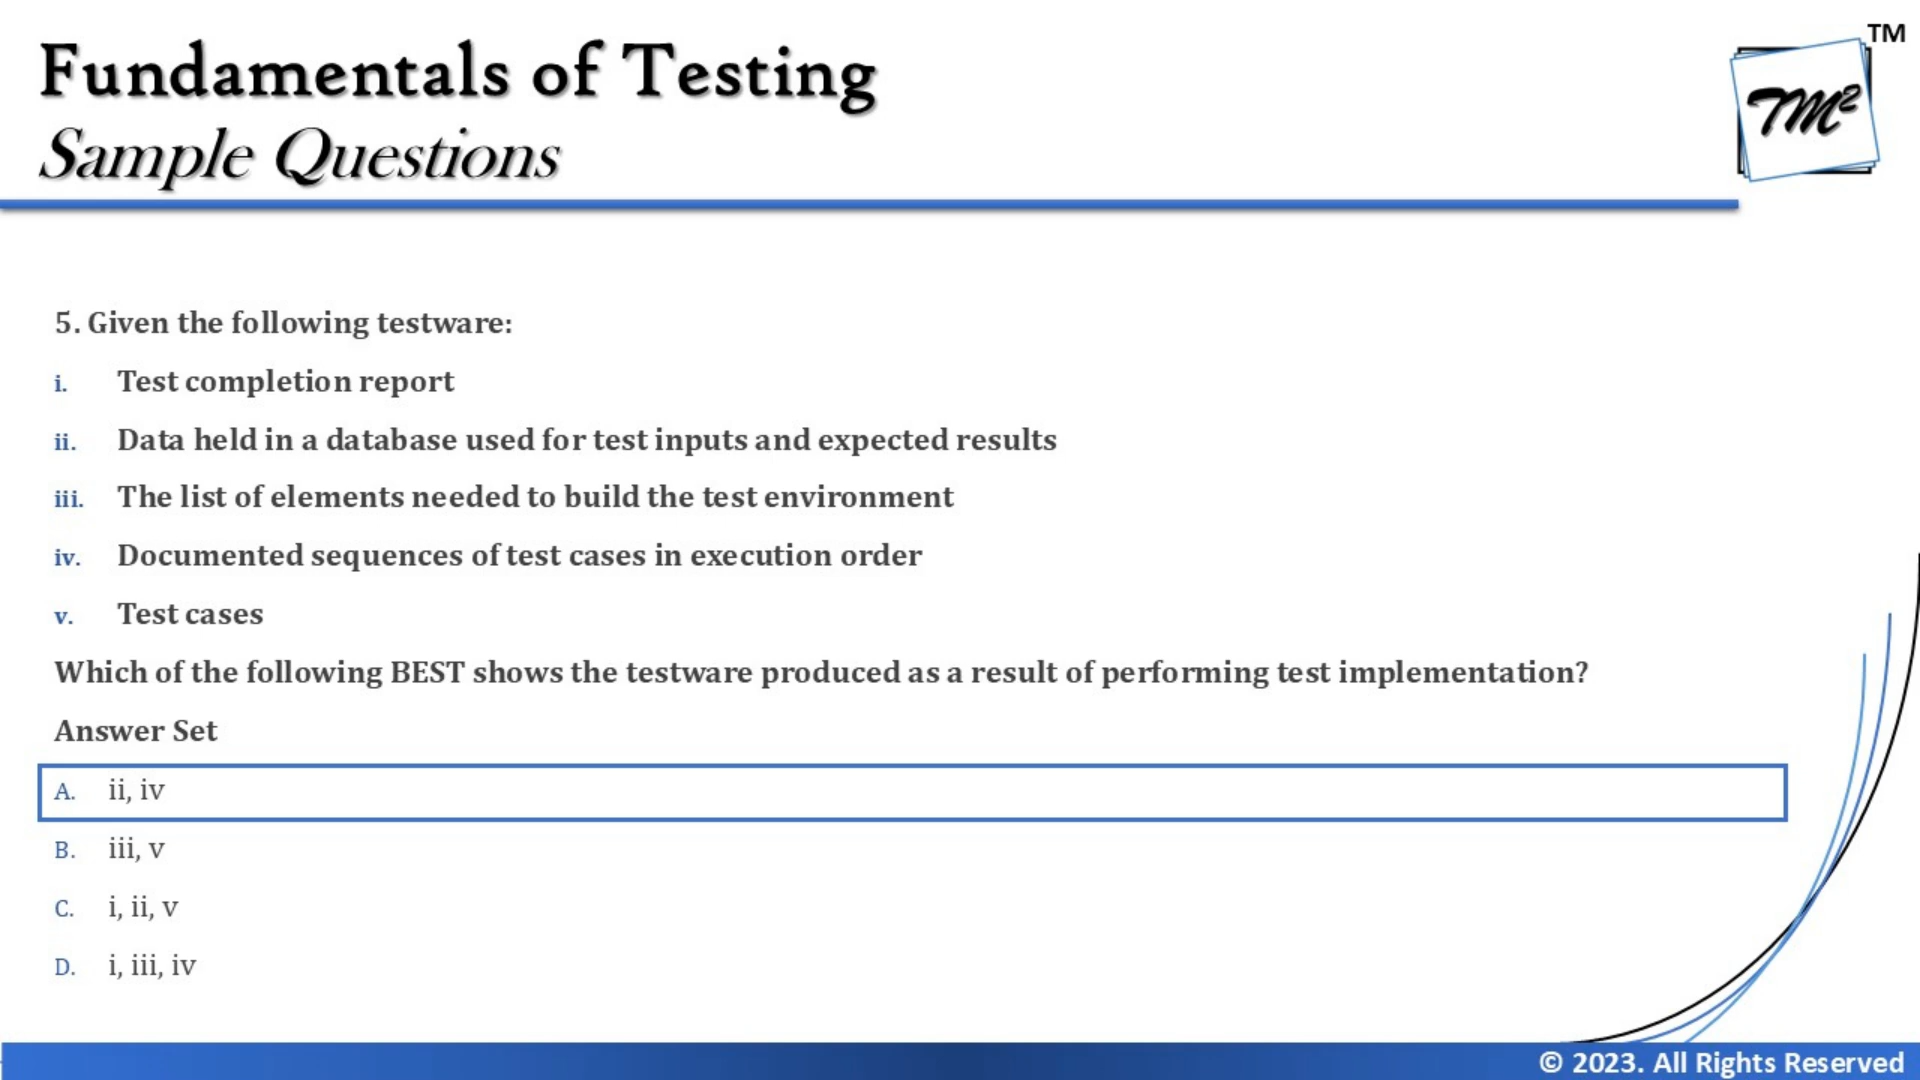 Fundamentals of Testing
Sample Questions
TM
TM²
5. Given the following testware:
i. Test completion report
ii. Data held in a database used for test inputs and expected results
iii. The list of elements needed to build the test environment
iv. Documented sequences of test cases in execution order
v. Test cases
Which of the following BEST shows the testware produced as a result of performing test implementation?
Answer Set
A. ii, iv
B. iii, v
C. i, ii, v
D. i, iii, iv
© 2023. All Rights Reserved